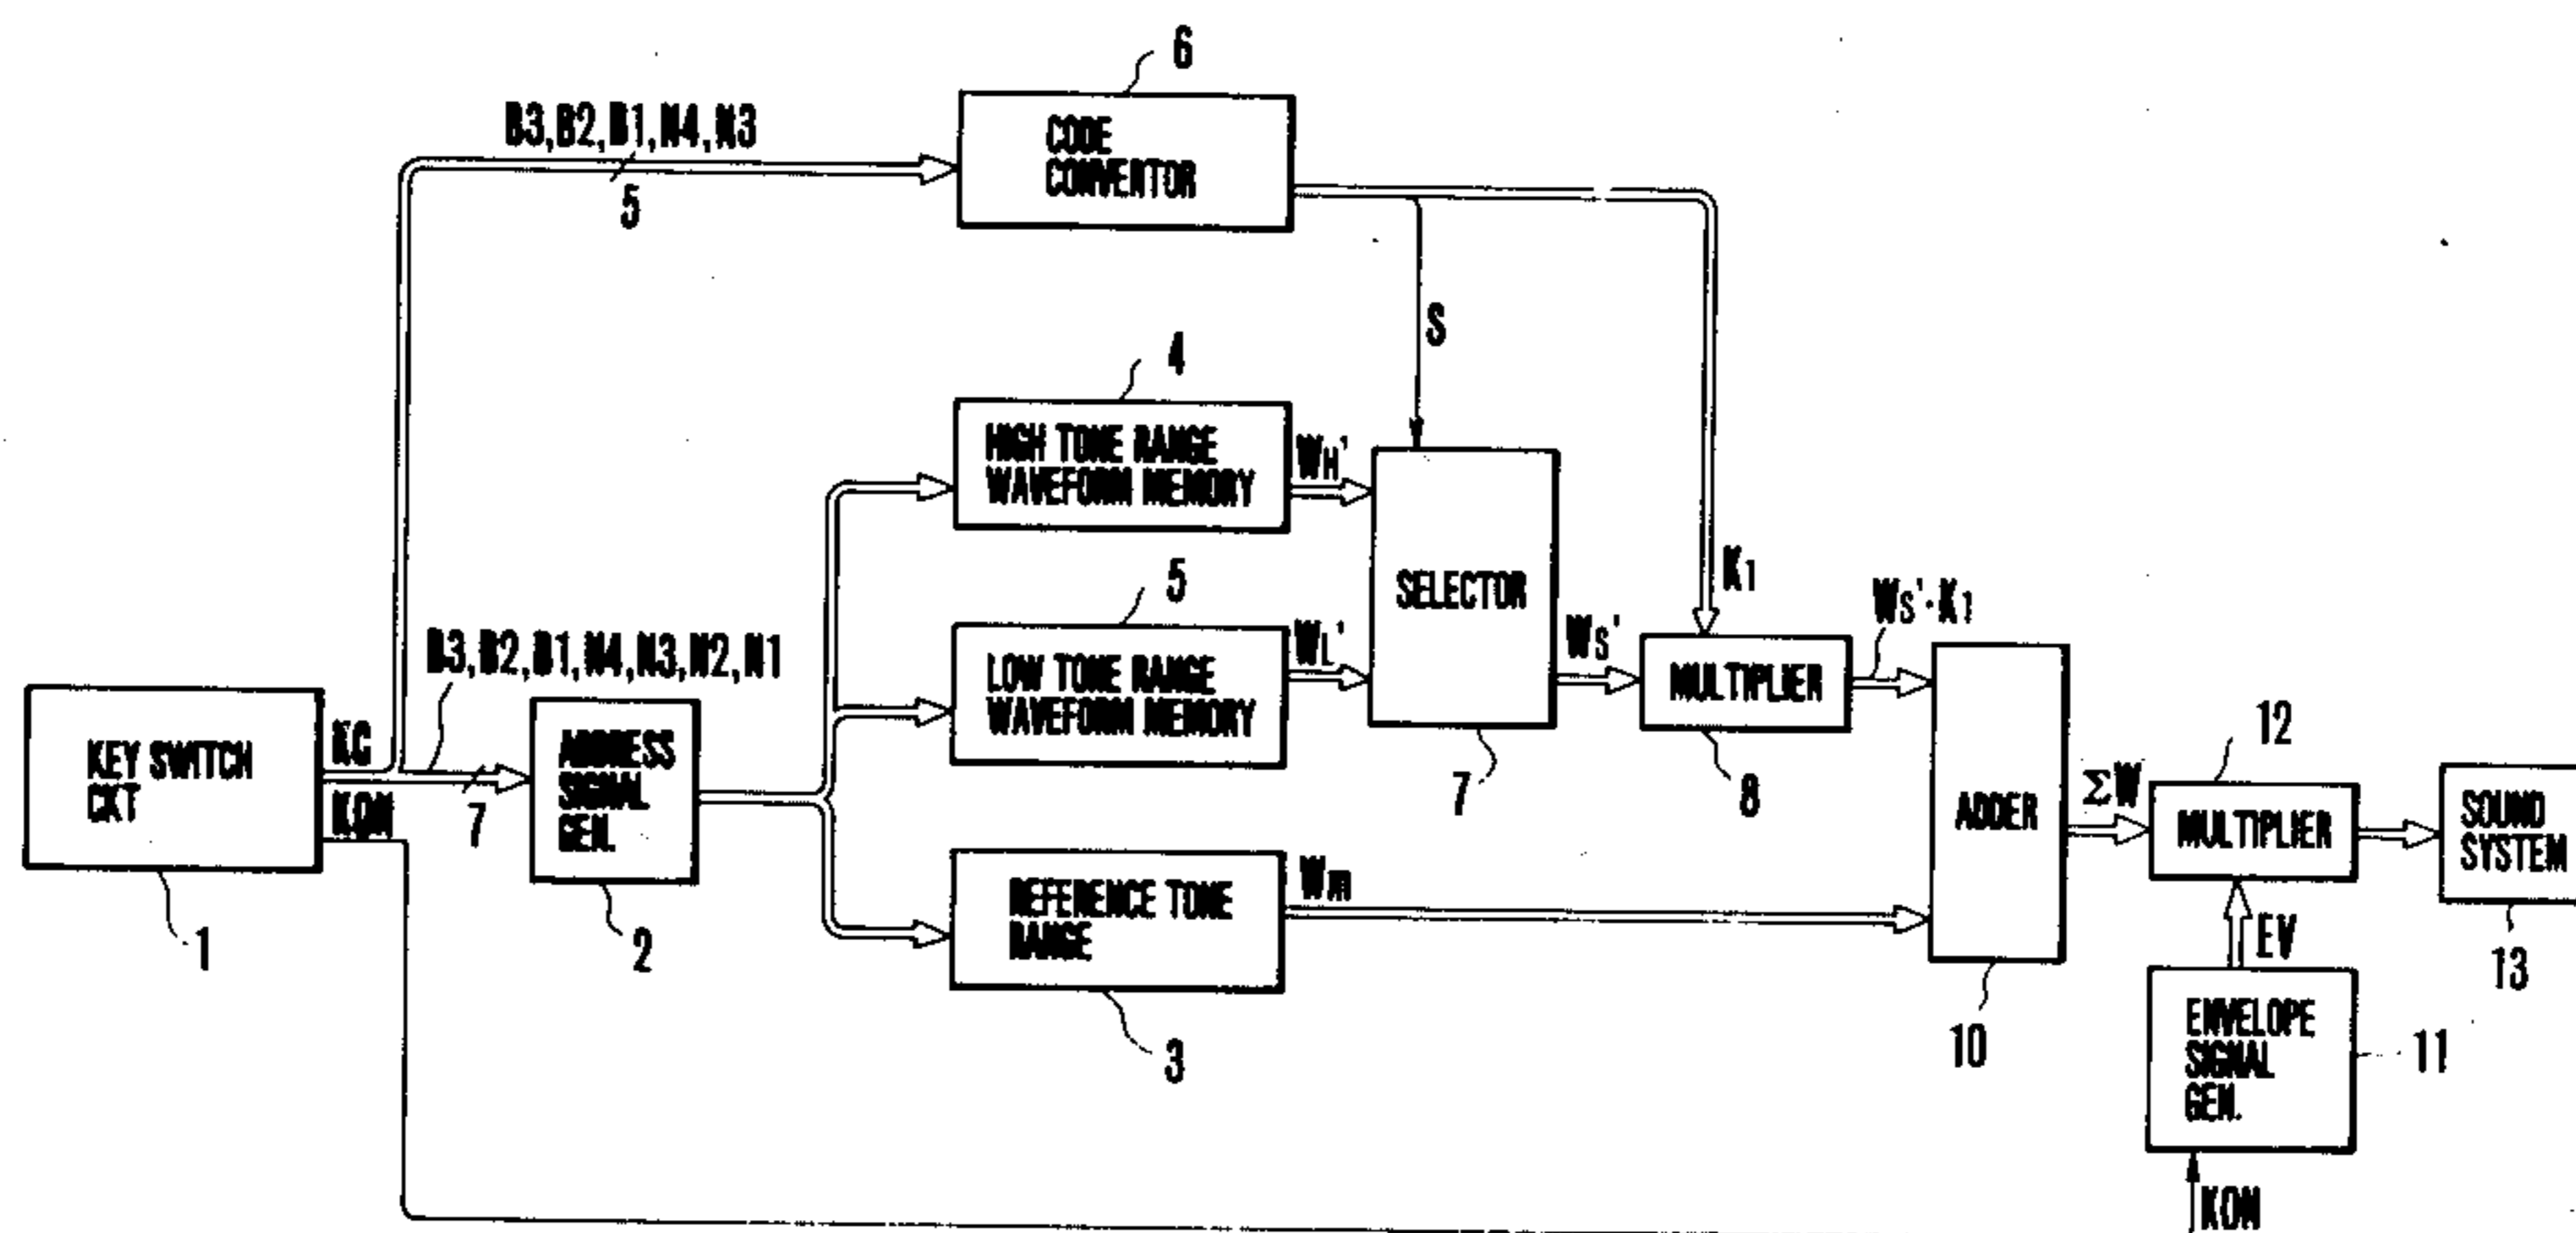 6
B3,B2,B1,N4,N3
5
CODE
CONVERTOR
S
4
HIGH TONE RANGE
WAVEFORM MEMORY
WH'
SELECTOR
7
K1
5
LOW TONE RANGE
WAVEFORM MEMORY
WL'
WS'
MULTIPLIER
8
WS'·K1
B3,B2,B1,N4,N3,N2,N1
KEY SWITCH
CKT
1
KC
KON
7
ADDRESS
SIGNAL
GEN.
2
REFERENCE TONE
RANGE
3
Wm
ADDER
10
ΣW
12
MULTIPLIER
SOUND
SYSTEM
13
EV
ENVELOPE
SIGNAL
GEN.
11
KON